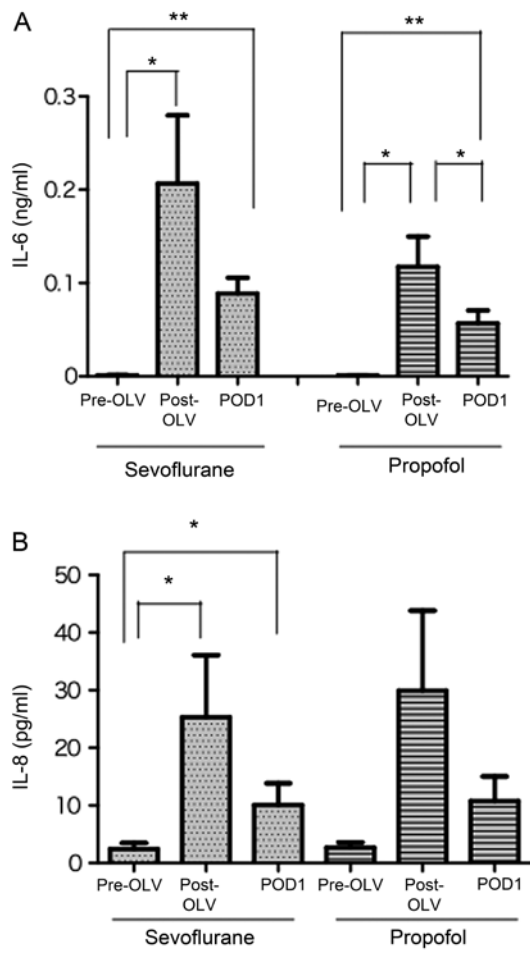 A
** **
* * *
0.3
0.2
0.1
0
IL-6 (ng/ml)
Pre-OLV Post-OLV POD1 Pre-OLV Post-OLV POD1
Sevoflurane Propofol
B
*
*
50
40
30
20
10
0
IL-8 (pg/ml)
Pre-OLV Post-OLV POD1 Pre-OLV Post-OLV POD1
Sevoflurane Propofol